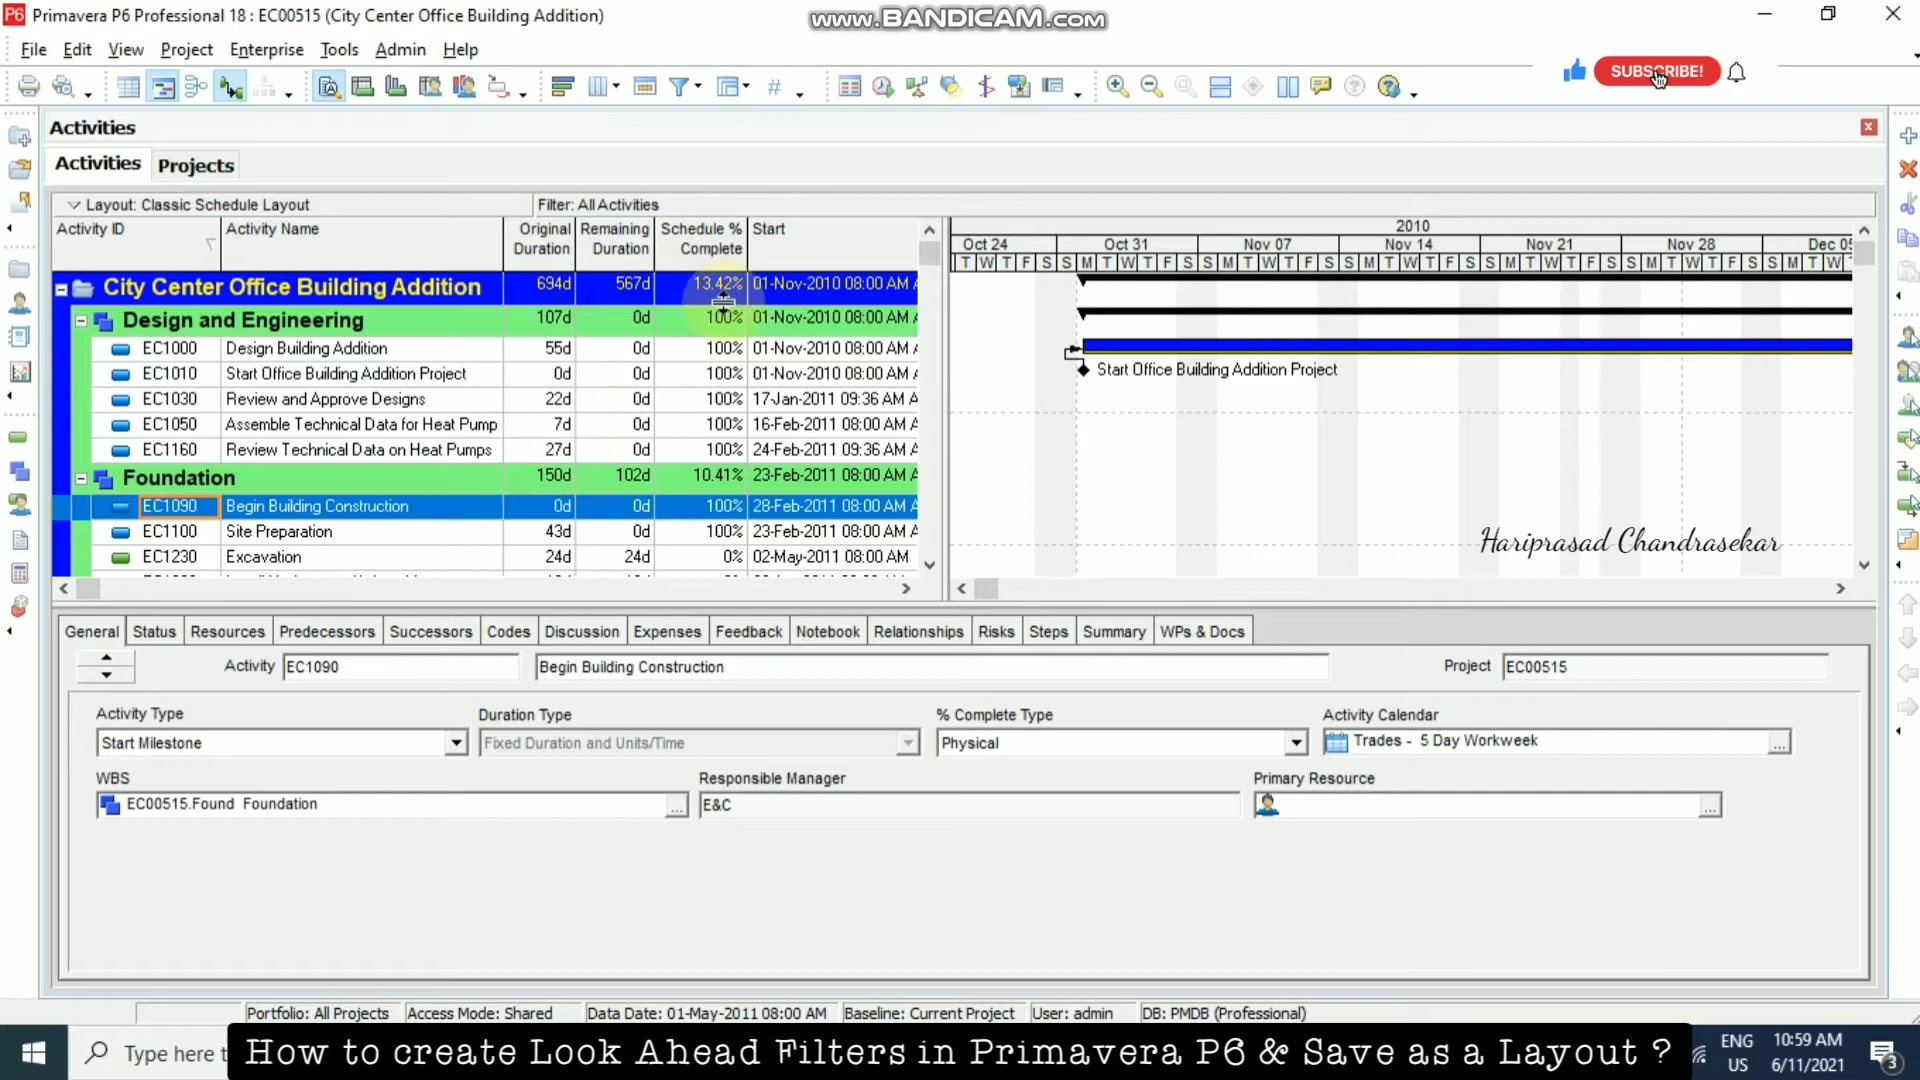 P6 Primavera P6 Professional 18 : EC00515 (City Center Office Building Addition)
www.BANDICAM.com
File Edit View Project Enterprise Tools Admin Help
SUBSCRIBE!
Activities
Activities Projects
Layout: Classic Schedule Layout Filter: All Activities
Activity ID Activity Name Original Duration Remaining Duration Schedule % Complete Start
2010
Oct 24 Oct 31 Nov 07 Nov 14 Nov 21 Nov 28 Dec 05
T W T F S S M T W T F S S M T W T F S S M T W T F S S M T W T F S S M T W T F S S M T W
City Center Office Building Addition 694d 567d 13.42% 01-Nov-2010 08:00 AM A
Design and Engineering 107d 0d 100% 01-Nov-2010 08:00 AM A
EC1000 Design Building Addition 55d 0d 100% 01-Nov-2010 08:00 AM A
EC1010 Start Office Building Addition Project 0d 0d 100% 01-Nov-2010 08:00 AM A
Start Office Building Addition Project
EC1030 Review and Approve Designs 22d 0d 100% 17-Jan-2011 09:36 AM A
EC1050 Assemble Technical Data for Heat Pump 7d 0d 100% 16-Feb-2011 08:00 AM A
EC1160 Review Technical Data on Heat Pumps 27d 0d 100% 24-Feb-2011 09:36 AM A
Foundation 150d 102d 10.41% 23-Feb-2011 08:00 AM A
EC1090 Begin Building Construction 0d 0d 100% 28-Feb-2011 08:00 AM A
EC1100 Site Preparation 43d 0d 100% 23-Feb-2011 08:00 AM A
Hariprasad Chandrasekar
EC1230 Excavation 24d 24d 0% 02-May-2011 08:00 AM
General Status Resources Predecessors Successors Codes Discussion Expenses Feedback Notebook Relationships Risks Steps Summary WPs & Docs
Activity EC1090 Begin Building Construction Project EC00515
Activity Type Duration Type % Complete Type Activity Calendar
Start Milestone Fixed Duration and Units/Time Physical Trades - 5 Day Workweek ...
WBS Responsible Manager Primary Resource
EC00515.Found Foundation ... E&C ...
Portfolio: All Projects Access Mode: Shared Data Date: 01-May-2011 08:00 AM Baseline: Current Project User: admin DB: PMDB (Professional)
Type here t
How to create Look Ahead Filters in Primavera P6 & Save as a Layout ?
ENG US
10:59 AM
6/11/2021
3